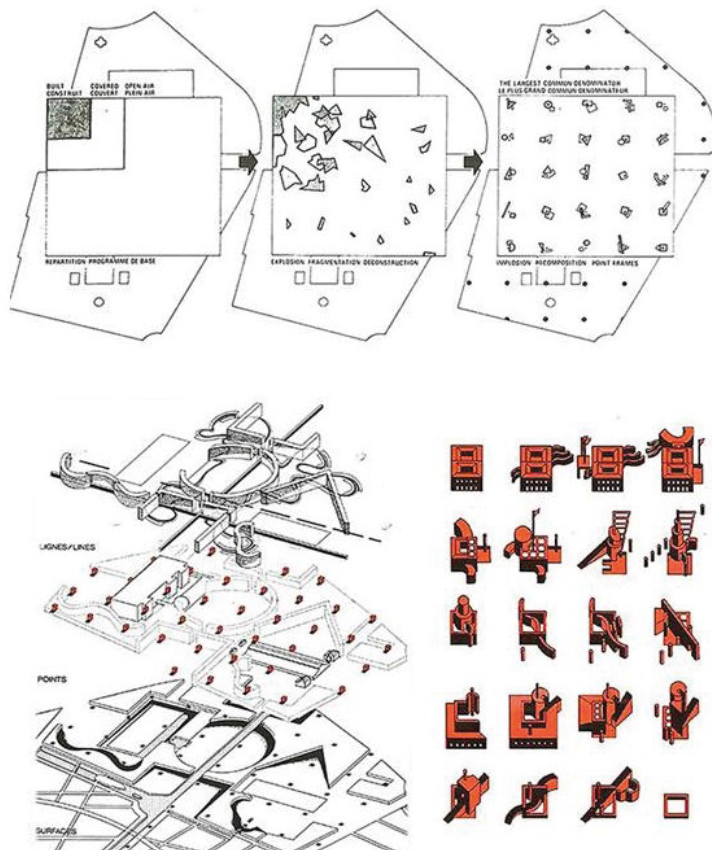 BUILT COVERED OPEN AIR
CONSTRUIT COUVERT PLEIN AIR
REPARTITION PROGRAMME DE BASE
EXPLOSION FRAGMENTATION DECONSTRUCTION
THE LARGEST COMMON DENOMINATOR
LE PLUS GRAND COMMON DENOMINATEUR
IMPLOSION RECOMPOSITION POINT FRAMES
LIGNES/LINES
POINTS
SURFACES